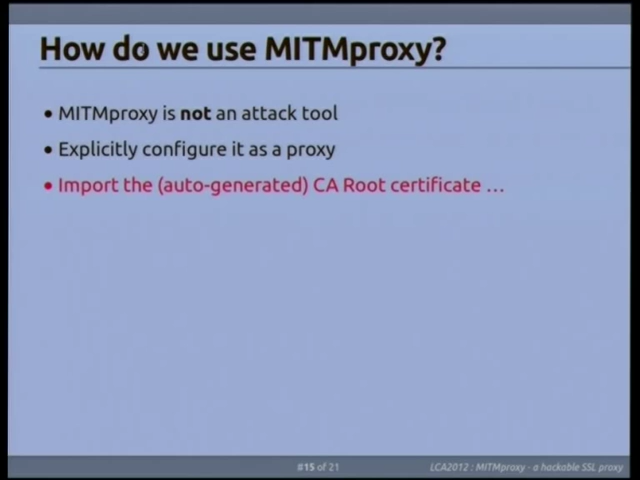 How do we use MITMproxy?
• MITMproxy is not an attack tool
• Explicitly configure it as a proxy
• Import the (auto-generated) CA Root certificate ...
#15 of 21
LCA2012 : MITMproxy - a hackable SSL proxy